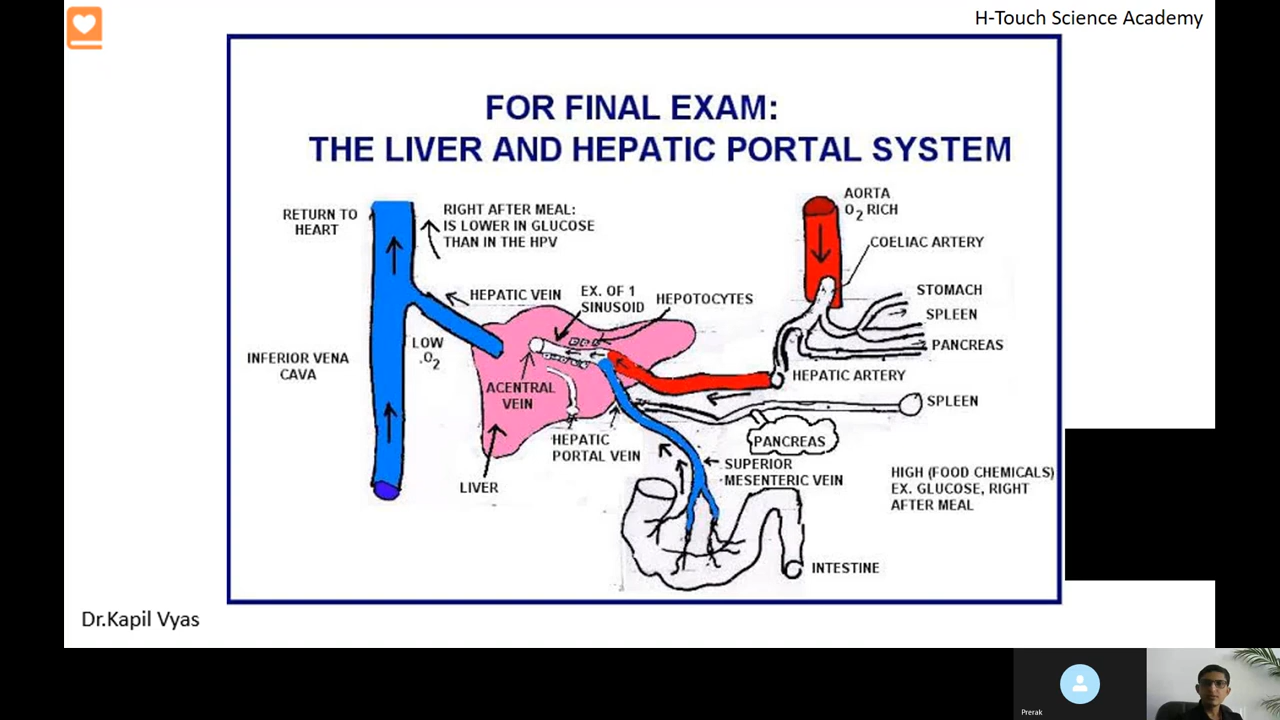 H-Touch Science Academy
FOR FINAL EXAM:
THE LIVER AND HEPATIC PORTAL SYSTEM
RETURN TO
HEART
RIGHT AFTER MEAL:
IS LOWER IN GLUCOSE
THAN IN THE HPV
AORTA
O2 RICH
COELIAC ARTERY
HEPATIC VEIN
EX. OF 1
SINUSOID
HEPOTOCYTES
STOMACH
SPLEEN
PANCREAS
LOW
.O2
INFERIOR VENA
CAVA
HEPATIC ARTERY
ACENTRAL
VEIN
SPLEEN
PANCREAS
HEPATIC
PORTAL VEIN
SUPERIOR
MESENTERIC VEIN
LIVER
HIGH (FOOD CHEMICALS)
EX. GLUCOSE, RIGHT
AFTER MEAL
INTESTINE
Dr.Kapil Vyas
Prerak